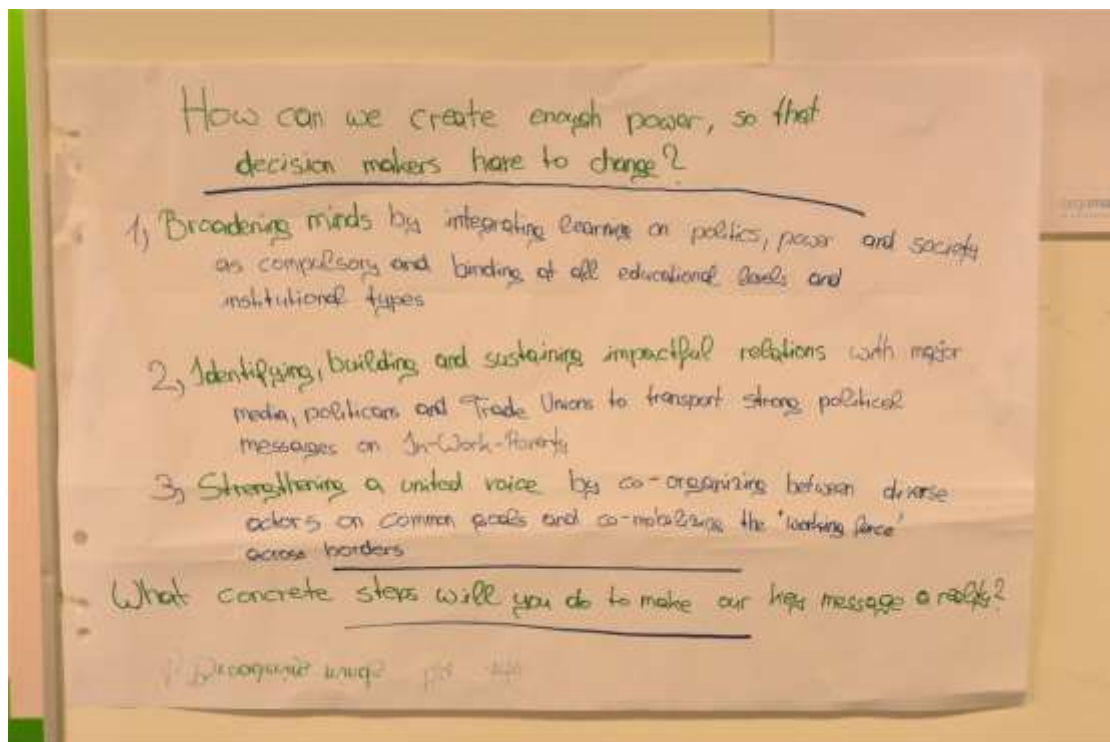 How can we create enough power, so that
decision makers have to change?
1, Broadening minds by integrating learning on politics, power and society
as compulsory and binding at all educational levels and
institutional types
2, Identifying, building and sustaining impactful relations with major
media, politicans and Trade Unions to transport strong political
messages on In-Work-Poverty
3, Strengthening a united voice by co-organizing between diverse
actors on common goals and co-mobilizing the 'working force'
across borders
What concrete steps will you do to make our key message a reality?